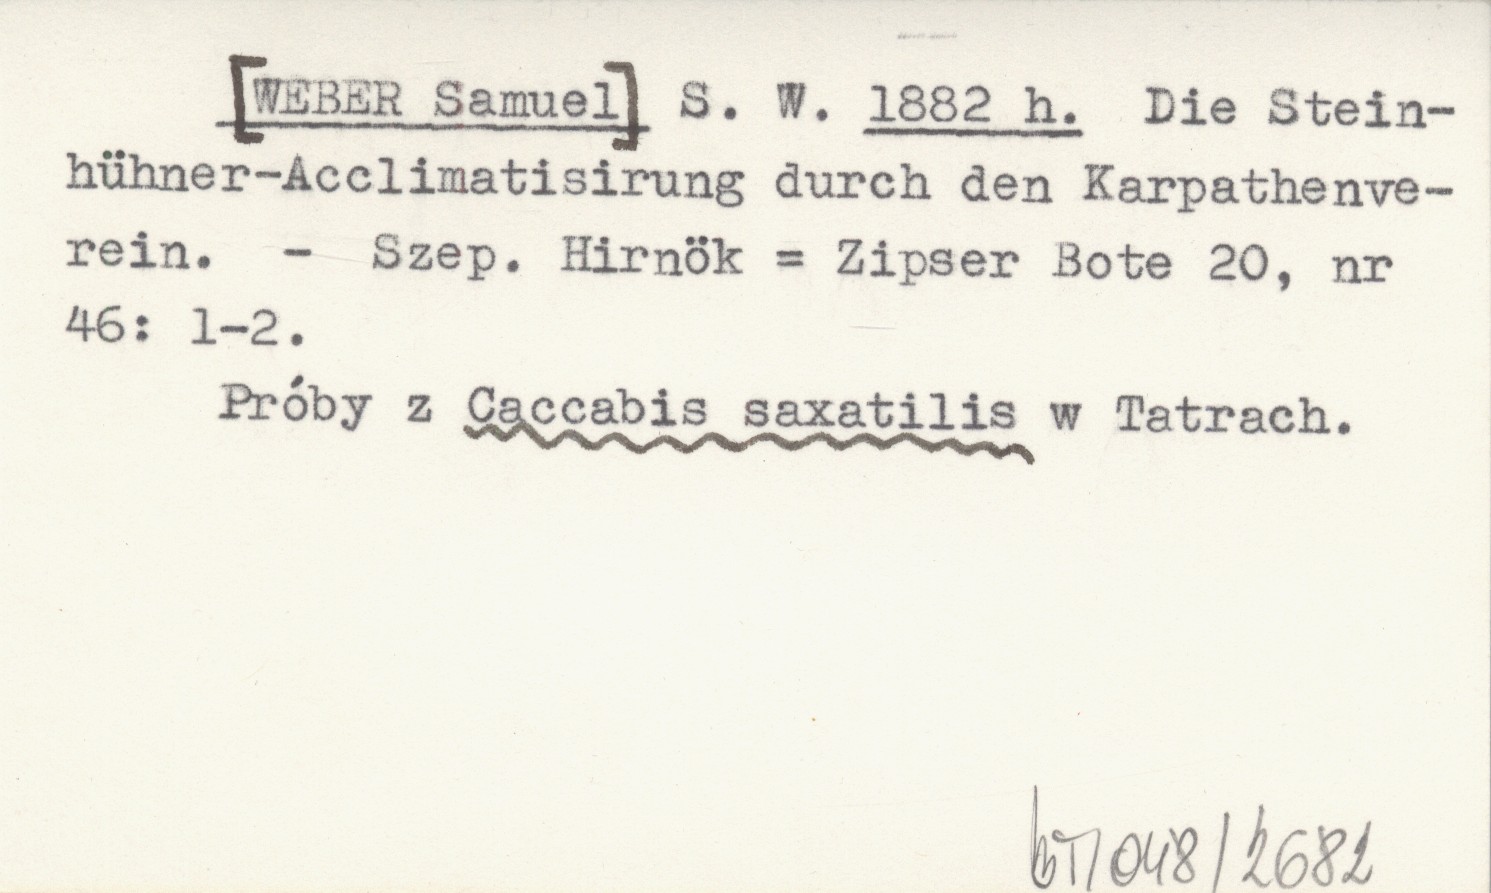 [WEBER Samuel] S. W. 1882 h. Die Stein-
hühner-Acclimatisirung durch den Karpathenve-
rein. - Szep. Hirnök = Zipser Bote 20, nr
46: 1-2.
Próby z Caccabis saxatilis w Tatrach.
bT/048/2682